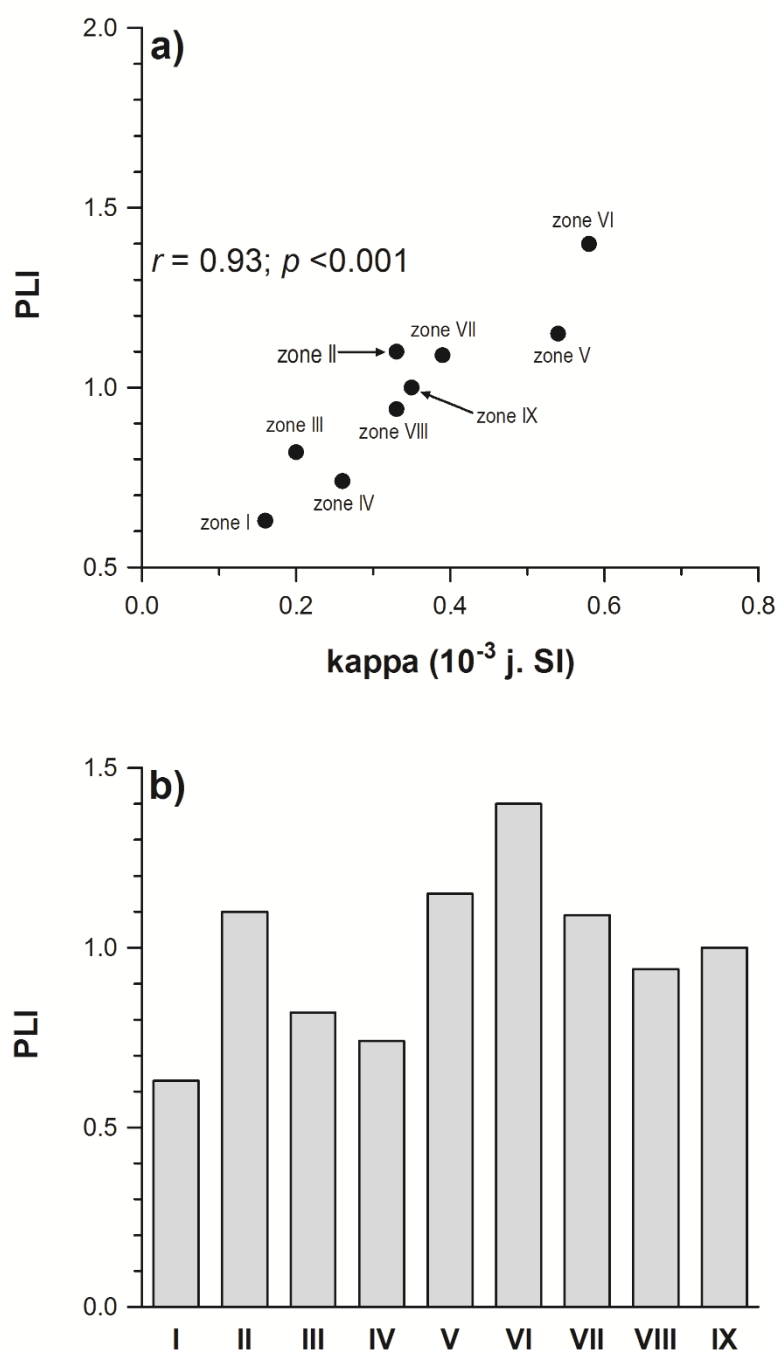 a)
2.0
1.5
1.0
0.5
PLI
r = 0.93; p <0.001
zone VI
zone VII
zone II
zone V
zone IX
zone III
zone VIII
zone IV
zone I
0.0 0.2 0.4 0.6 0.8
kappa (10⁻³ j. SI)
b)
1.5
1.0
0.5
0.0
PLI
I II III IV V VI VII VIII IX